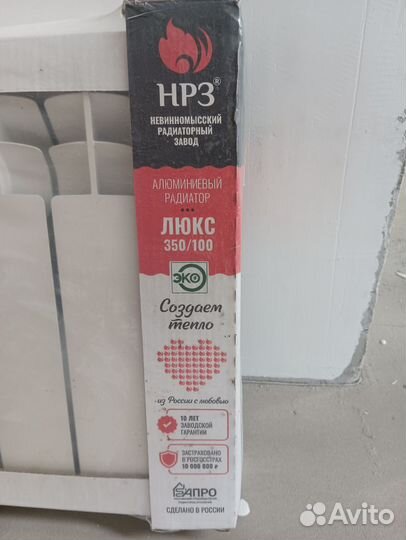 НРЗ®
НЕВИННОМЫССКИЙ
РАДИАТОРНЫЙ
ЗАВОД
АЛЮМИНИЕВЫЙ
РАДИАТОР
ЛЮКС
350/100
ЭКО
Создаем
тепло
из России с любовью
10 ЛЕТ
ЗАВОДСКОЙ
ГАРАНТИИ
ЗАСТРАХОВАНО
В РОСГОССТРАХ
10 000 000 ₽
САПРО
СДЕЛАНО В РОССИИ
Avito